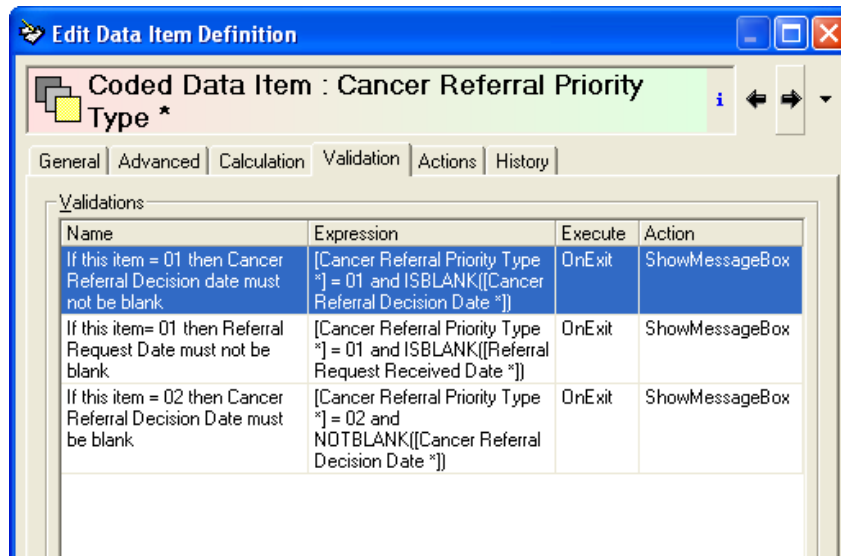 Edit Data Item Definition
Coded Data Item : Cancer Referral Priority
Type *
i
General Advanced Calculation Validation Actions History
Validations
Name Expression Execute Action
If this item = 01 then Cancer [Cancer Referral Priority Type OnExit ShowMessageBox
Referral Decision date must *] = 01 and ISBLANK([Cancer
not be blank Referral Decision Date *])
If this item= 01 then Referral [Cancer Referral Priority Type OnExit ShowMessageBox
Request Date must not be *] = 01 and ISBLANK([Referral
blank Request Received Date *])
If this item = 02 then Cancer [Cancer Referral Priority Type OnExit ShowMessageBox
Referral Decision Date must *] = 02 and
be blank NOTBLANK([Cancer Referral
Decision Date *])